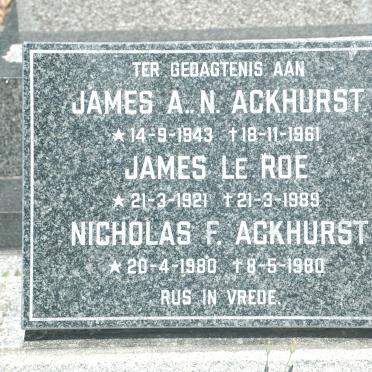 TER GEDAGTENIS AAN
JAMES A.. N. ACKHURST
★14-9-1943 †18-11-1961
JAMES LE ROE
★21-3-1921 †21-3-1989
NICHOLAS F. ACKHURST
★ 20-4-1980 †8-5-1980
RUS IN VREDE.